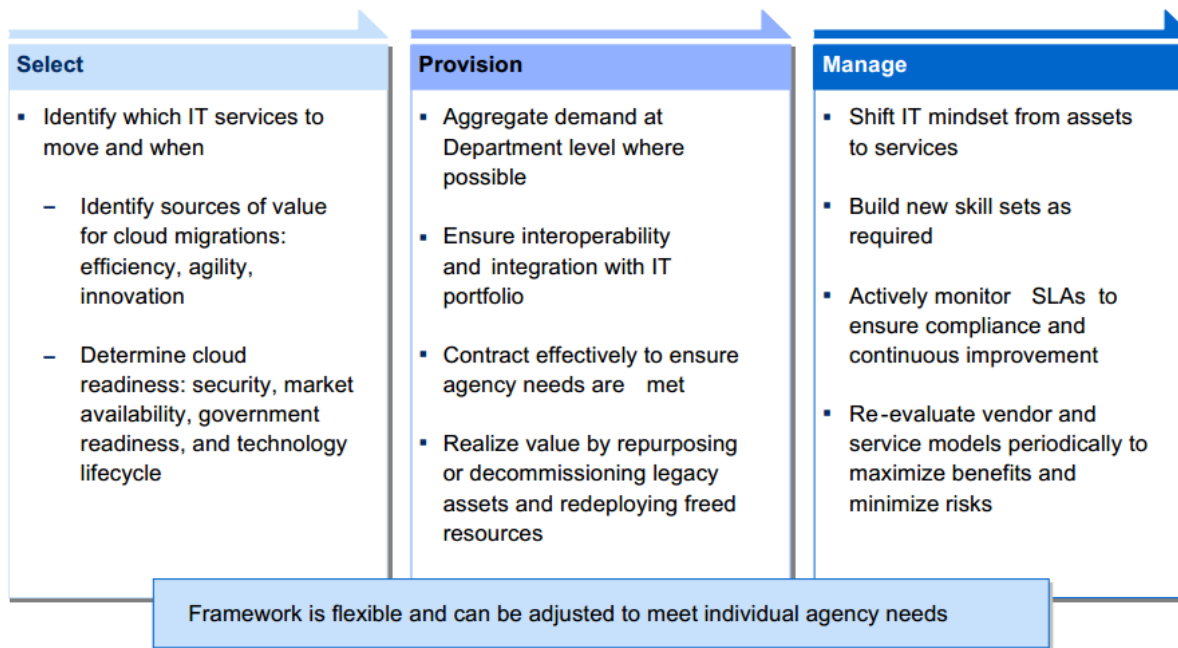 Select
▪ Identify which IT services to
move and when
– Identify sources of value
for cloud migrations:
efficiency, agility,
innovation
– Determine cloud
readiness: security, market
availability, government
readiness, and technology
lifecycle
Provision
▪ Aggregate demand at
Department level where
possible
▪ Ensure interoperability
and integration with IT
portfolio
▪ Contract effectively to ensure
agency needs are met
▪ Realize value by repurposing
or decommissioning legacy
assets and redeploying freed
resources
Manage
▪ Shift IT mindset from assets
to services
▪ Build new skill sets as
required
▪ Actively monitor SLAs to
ensure compliance and
continuous improvement
▪ Re-evaluate vendor and
service models periodically to
maximize benefits and
minimize risks
Framework is flexible and can be adjusted to meet individual agency needs